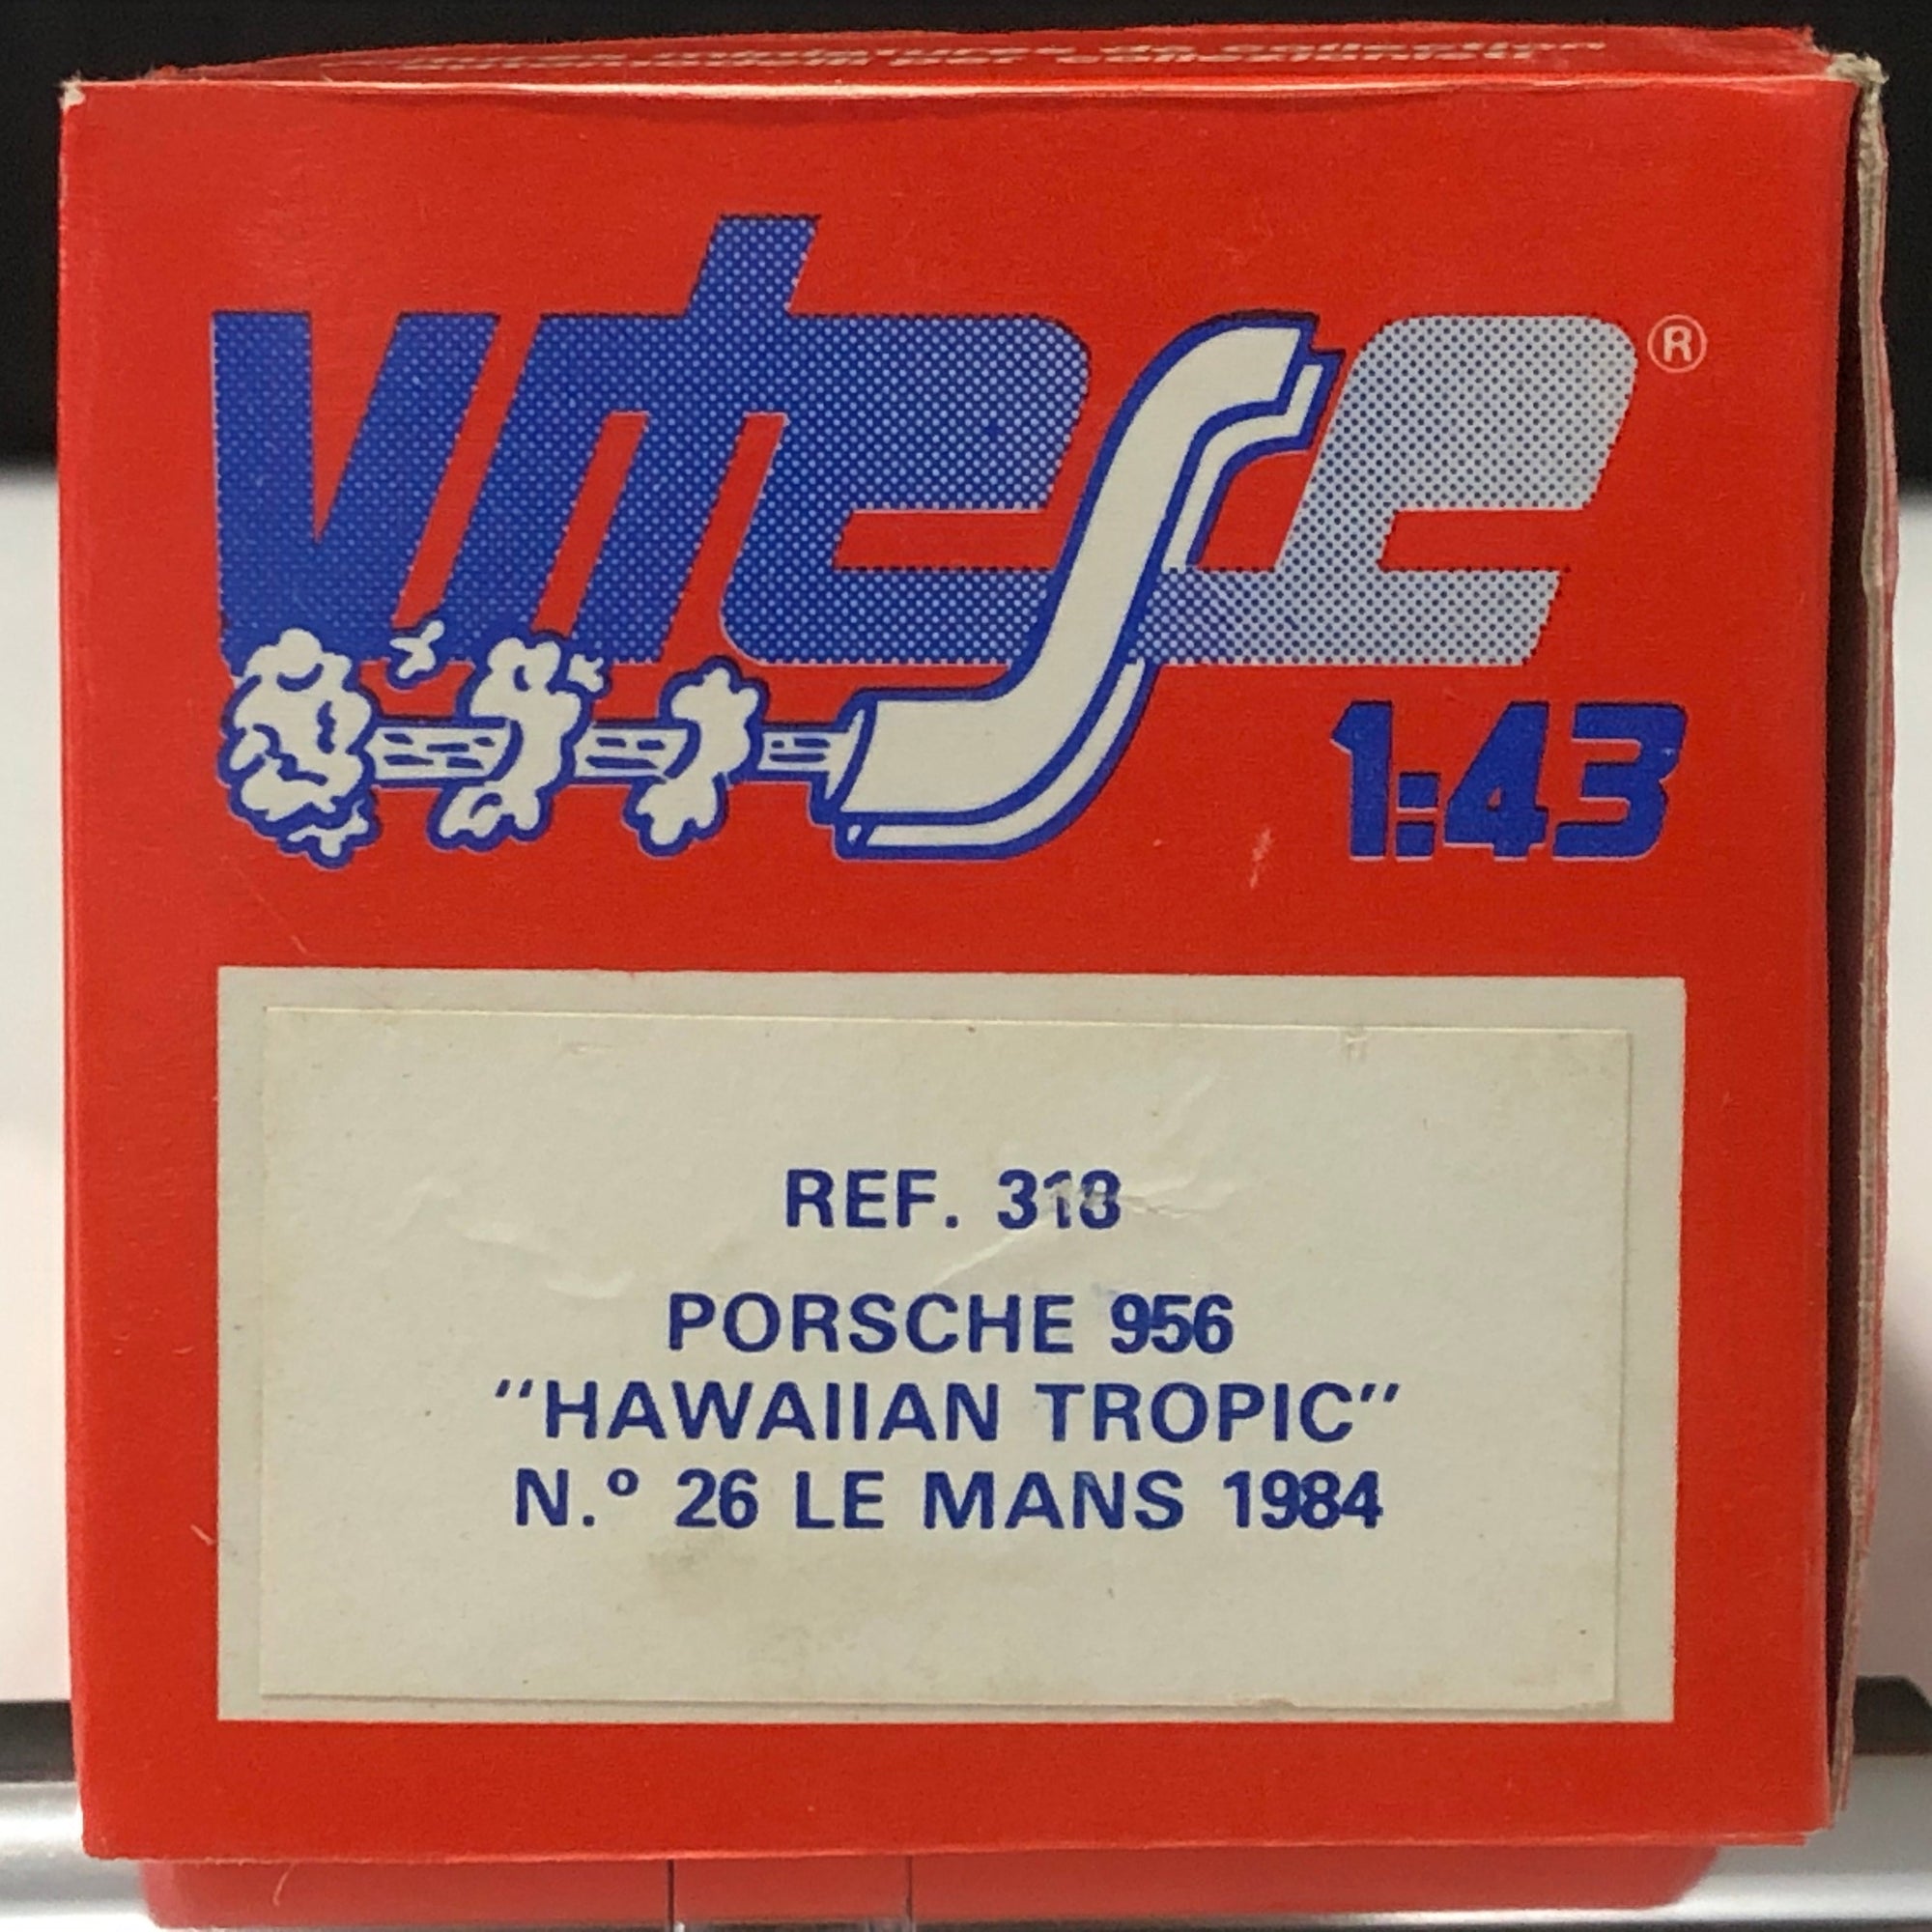 vitesse ®
1:43
REF. 318
PORSCHE 956
"HAWAIIAN TROPIC"
N.º 26 LE MANS 1984